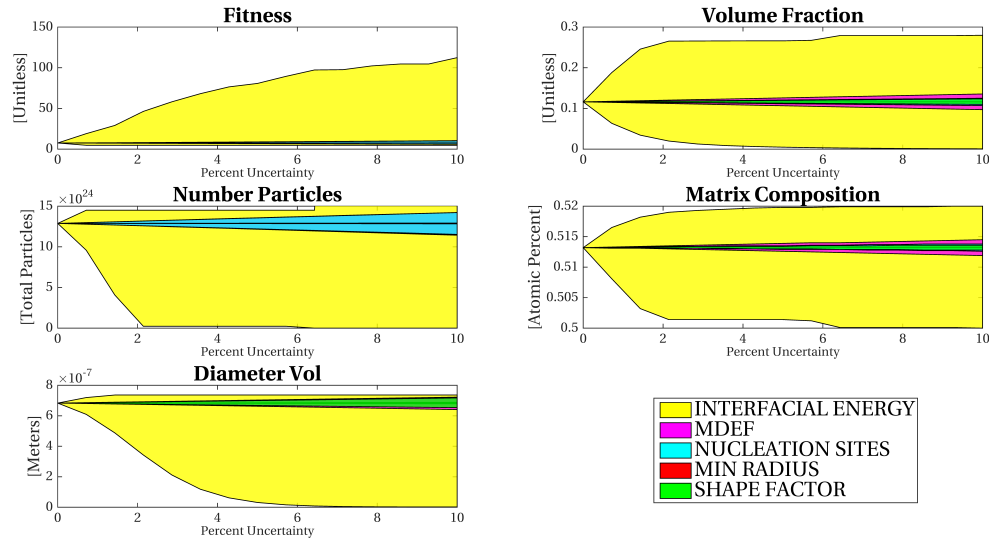 Fitness
[Unitless]
150
100
50
0
0 2 4 6 8 10
Percent Uncertainty
Volume Fraction
[Unitless]
0.3
0.2
0.1
0
0 2 4 6 8 10
Percent Uncertainty
Number Particles
×10^24
[Total Particles]
15
10
5
0
0 2 4 6 8 10
Percent Uncertainty
Matrix Composition
[Atomic Percent]
0.52
0.515
0.51
0.505
0.5
0 2 4 6 8 10
Percent Uncertainty
Diameter Vol
×10^-7
[Meters]
8
6
4
2
0
0 2 4 6 8 10
Percent Uncertainty
INTERFACIAL ENERGY
MDEF
NUCLEATION SITES
MIN RADIUS
SHAPE FACTOR